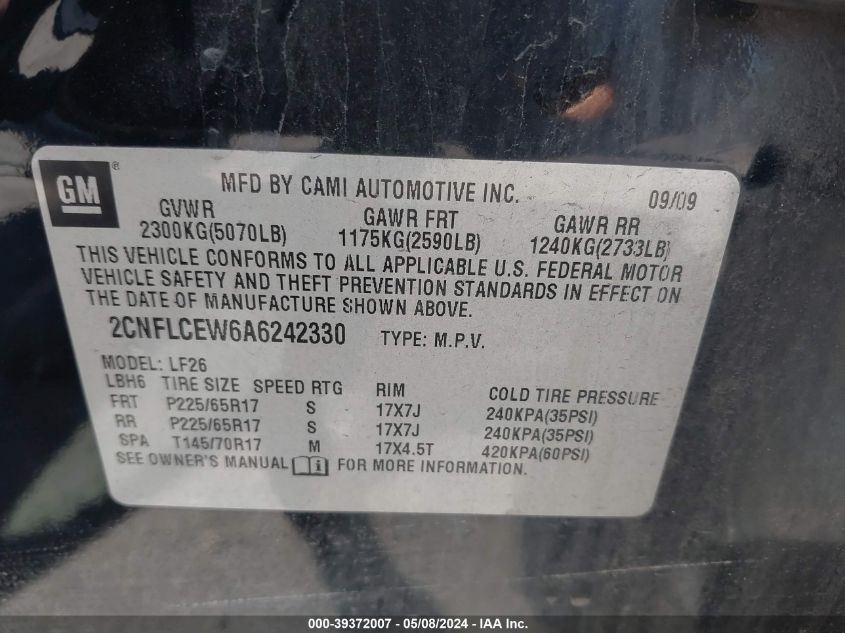 GM ®
MFD BY CAMI AUTOMOTIVE INC. 09/09
GVWR GAWR FRT GAWR RR
2300KG(5070LB) 1175KG(2590LB) 1240KG(2733LB)
THIS VEHICLE CONFORMS TO ALL APPLICABLE U.S. FEDERAL MOTOR
VEHICLE SAFETY AND THEFT PREVENTION STANDARDS IN EFFECT ON
THE DATE OF MANUFACTURE SHOWN ABOVE.
2CNFLCEW6A6242330 TYPE: M.P.V.
MODEL: LF26
LBH6 TIRE SIZE SPEED RTG RIM COLD TIRE PRESSURE
FRT P225/65R17 S 17X7J 240KPA(35PSI)
RR P225/65R17 S 17X7J 240KPA(35PSI)
SPA T145/70R17 M 17X4.5T 420KPA(60PSI)
SEE OWNER'S MANUAL i FOR MORE INFORMATION.
000-39372007 - 05/08/2024 - IAA Inc.